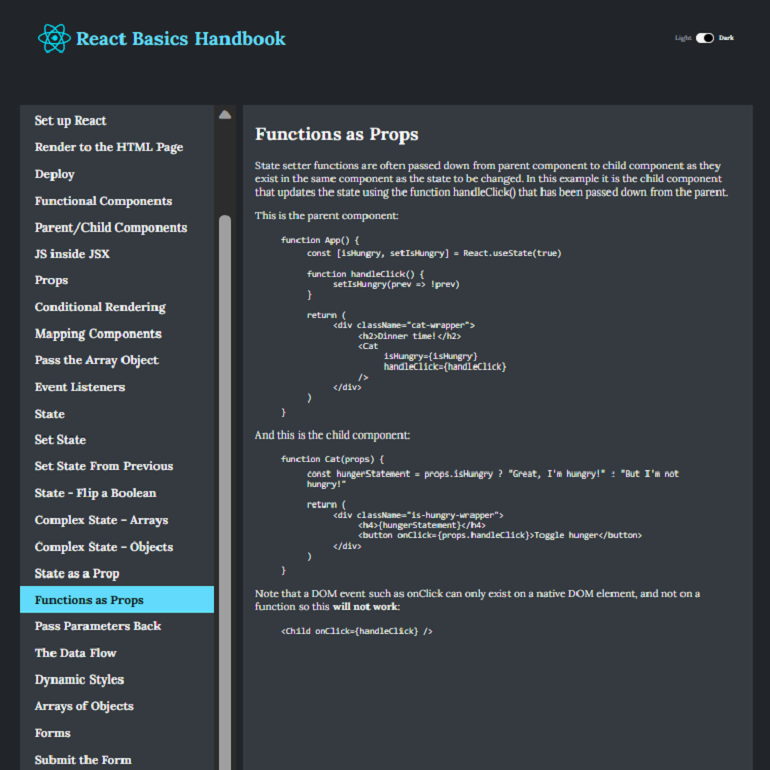 React Basics Handbook
Light Dark
Set up React
Render to the HTML Page
Deploy
Functional Components
Parent/Child Components
JS inside JSX
Props
Conditional Rendering
Mapping Components
Pass the Array Object
Event Listeners
State
Set State
Set State From Previous
State - Flip a Boolean
Complex State - Arrays
Complex State - Objects
State as a Prop
Functions as Props
Pass Parameters Back
The Data Flow
Dynamic Styles
Arrays of Objects
Forms
Submit the Form
Functions as Props
State setter functions are often passed down from parent component to child component as they
exist in the same component as the state to be changed. In this example it is the child component
that updates the state using the function handleClick() that has been passed down from the parent.
This is the parent component:
function App() {
const [isHungry, setIsHungry] = React.useState(true)
function handleClick() {
setIsHungry(prev => !prev)
}
return (
<div className="cat-wrapper">
<h2>Dinner time!</h2>
<Cat
isHungry={isHungry}
handleClick={handleClick}
/>
</div>
)
}
And this is the child component:
function Cat(props) {
const hungerStatement = props.isHungry ? "Great, I'm hungry!" : "But I'm not
hungry!"
return (
<div className="is-hungry-wrapper">
<h4>{hungerStatement}</h4>
<button onClick={props.handleClick}>Toggle hunger</button>
</div>
)
}
Note that a DOM event such as onClick can only exist on a native DOM element, and not on a
function so this will not work:
<Child onClick={handleClick} />